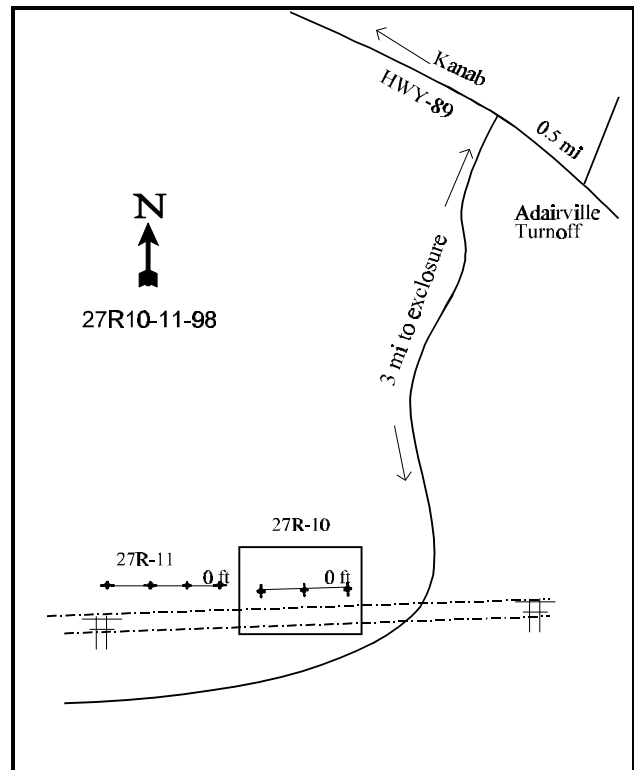 Kanab
HWY-89
0.5 mi
N
Adairville
Turnoff
27R10-11-98
3 mi to exclosure
27R-10
27R-11
0 ft
0 ft